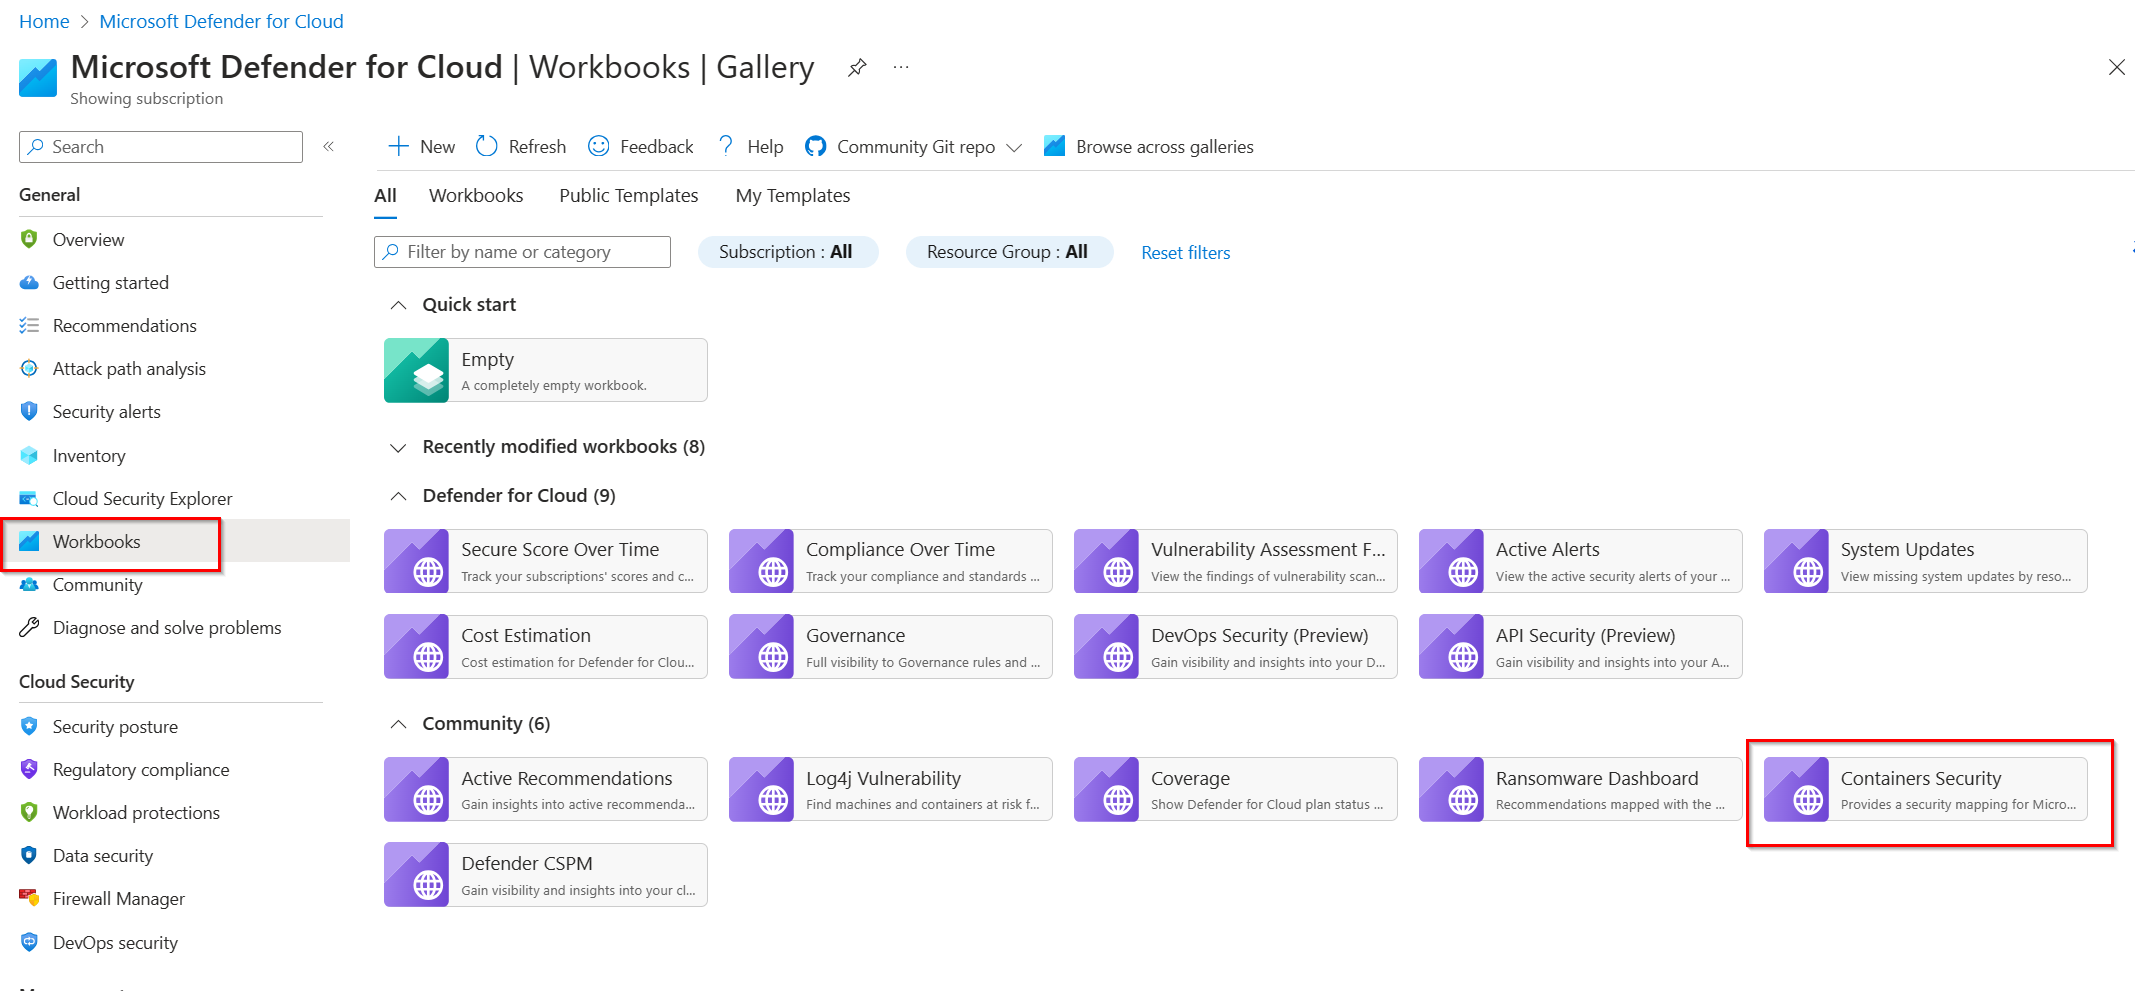 Home > Microsoft Defender for Cloud
Microsoft Defender for Cloud | Workbooks | Gallery
Showing subscription
Search
General
Overview
Getting started
Recommendations
Attack path analysis
Security alerts
Inventory
Cloud Security Explorer
Workbooks
Community
Diagnose and solve problems
Cloud Security
Security posture
Regulatory compliance
Workload protections
Data security
Firewall Manager
DevOps security
New Refresh Feedback Help Community Git repo Browse across galleries
All Workbooks Public Templates My Templates
Filter by name or category Subscription : All Resource Group : All Reset filters
Quick start
Empty
A completely empty workbook.
Recently modified workbooks (8)
Defender for Cloud (9)
Secure Score Over Time
Track your subscriptions' scores and c...
Compliance Over Time
Track your compliance and standards ...
Vulnerability Assessment F...
View the findings of vulnerability scan...
Active Alerts
View the active security alerts of your ...
System Updates
View missing system updates by reso...
Cost Estimation
Cost estimation for Defender for Clou...
Governance
Full visibility to Governance rules and ...
DevOps Security (Preview)
Gain visibility and insights into your D...
API Security (Preview)
Gain visibility and insights into your A...
Community (6)
Active Recommendations
Gain insights into active recommenda...
Log4j Vulnerability
Find machines and containers at risk f...
Coverage
Show Defender for Cloud plan status ...
Ransomware Dashboard
Recommendations mapped with the ...
Containers Security
Provides a security mapping for Micro...
Defender CSPM
Gain visibility and insights into your cl...